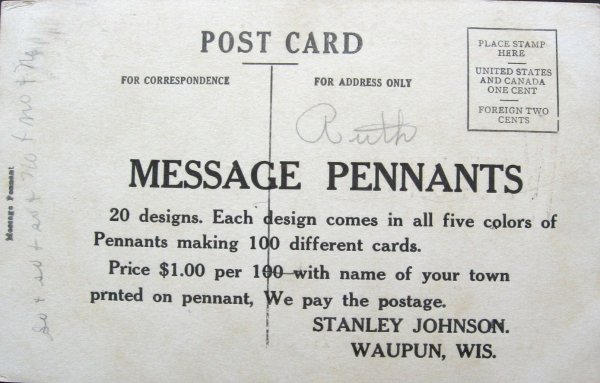 POST CARD
FOR CORRESPONDENCE
FOR ADDRESS ONLY
PLACE STAMP
HERE
UNITED STATES
AND CANADA
ONE CENT
FOREIGN TWO
CENTS
Ruth
MESSAGE PENNANTS
20 designs. Each design comes in all five colors of
Pennants making 100 different cards.
Price $1.00 per 100—with name of your town
prnted on pennant, We pay the postage.
STANLEY JOHNSON.
WAUPUN, WIS.
Message Pennant